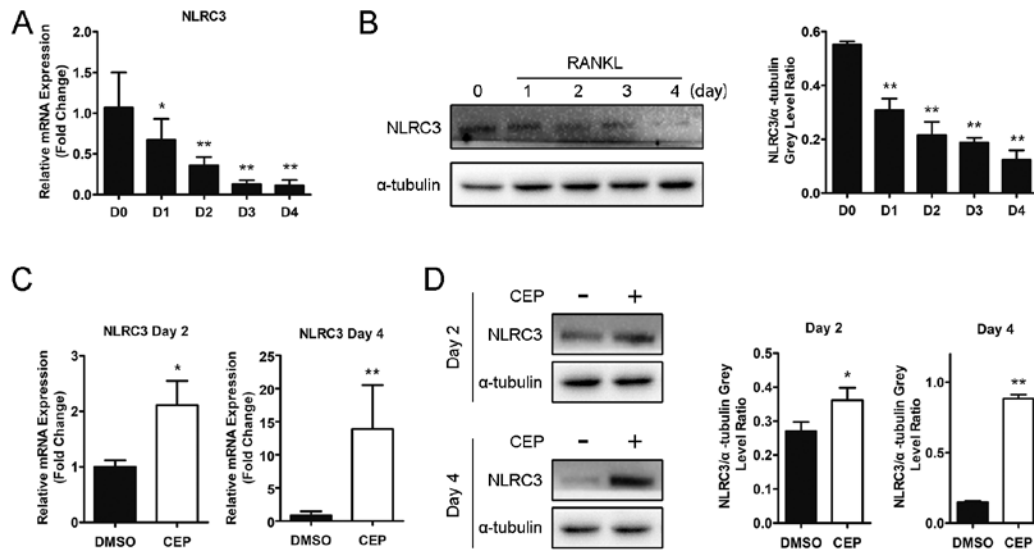 A
NLRC3
Relative mRNA Expression
(Fold Change)
1.5
1.0
0.5
0.0
D0 D1 D2 D3 D4
* ** ** **
B
RANKL
0 1 2 3 4 (day)
NLRC3
α-tubulin
NLRC3/α -tubulin
Grey Level Ratio
0.6
0.4
0.2
0.0
** ** ** **
D0 D1 D2 D3 D4
C
NLRC3 Day 2
Relative mRNA Expression
(Fold Change)
3
2
1
0
*
DMSO CEP
NLRC3 Day 4
Relative mRNA Expression
(Fold Change)
25
20
15
10
5
0
**
DMSO CEP
D
Day 2
CEP - +
NLRC3
α-tubulin
Day 4
CEP - +
NLRC3
α-tubulin
Day 2
NLRC3/α -tubulin Grey
Level Ratio
0.5
0.4
0.3
0.2
0.1
0.0
*
DMSO CEP
Day 4
NLRC3/α -tubulin Grey
Level Ratio
1.0
0.5
0.0
**
DMSO CEP